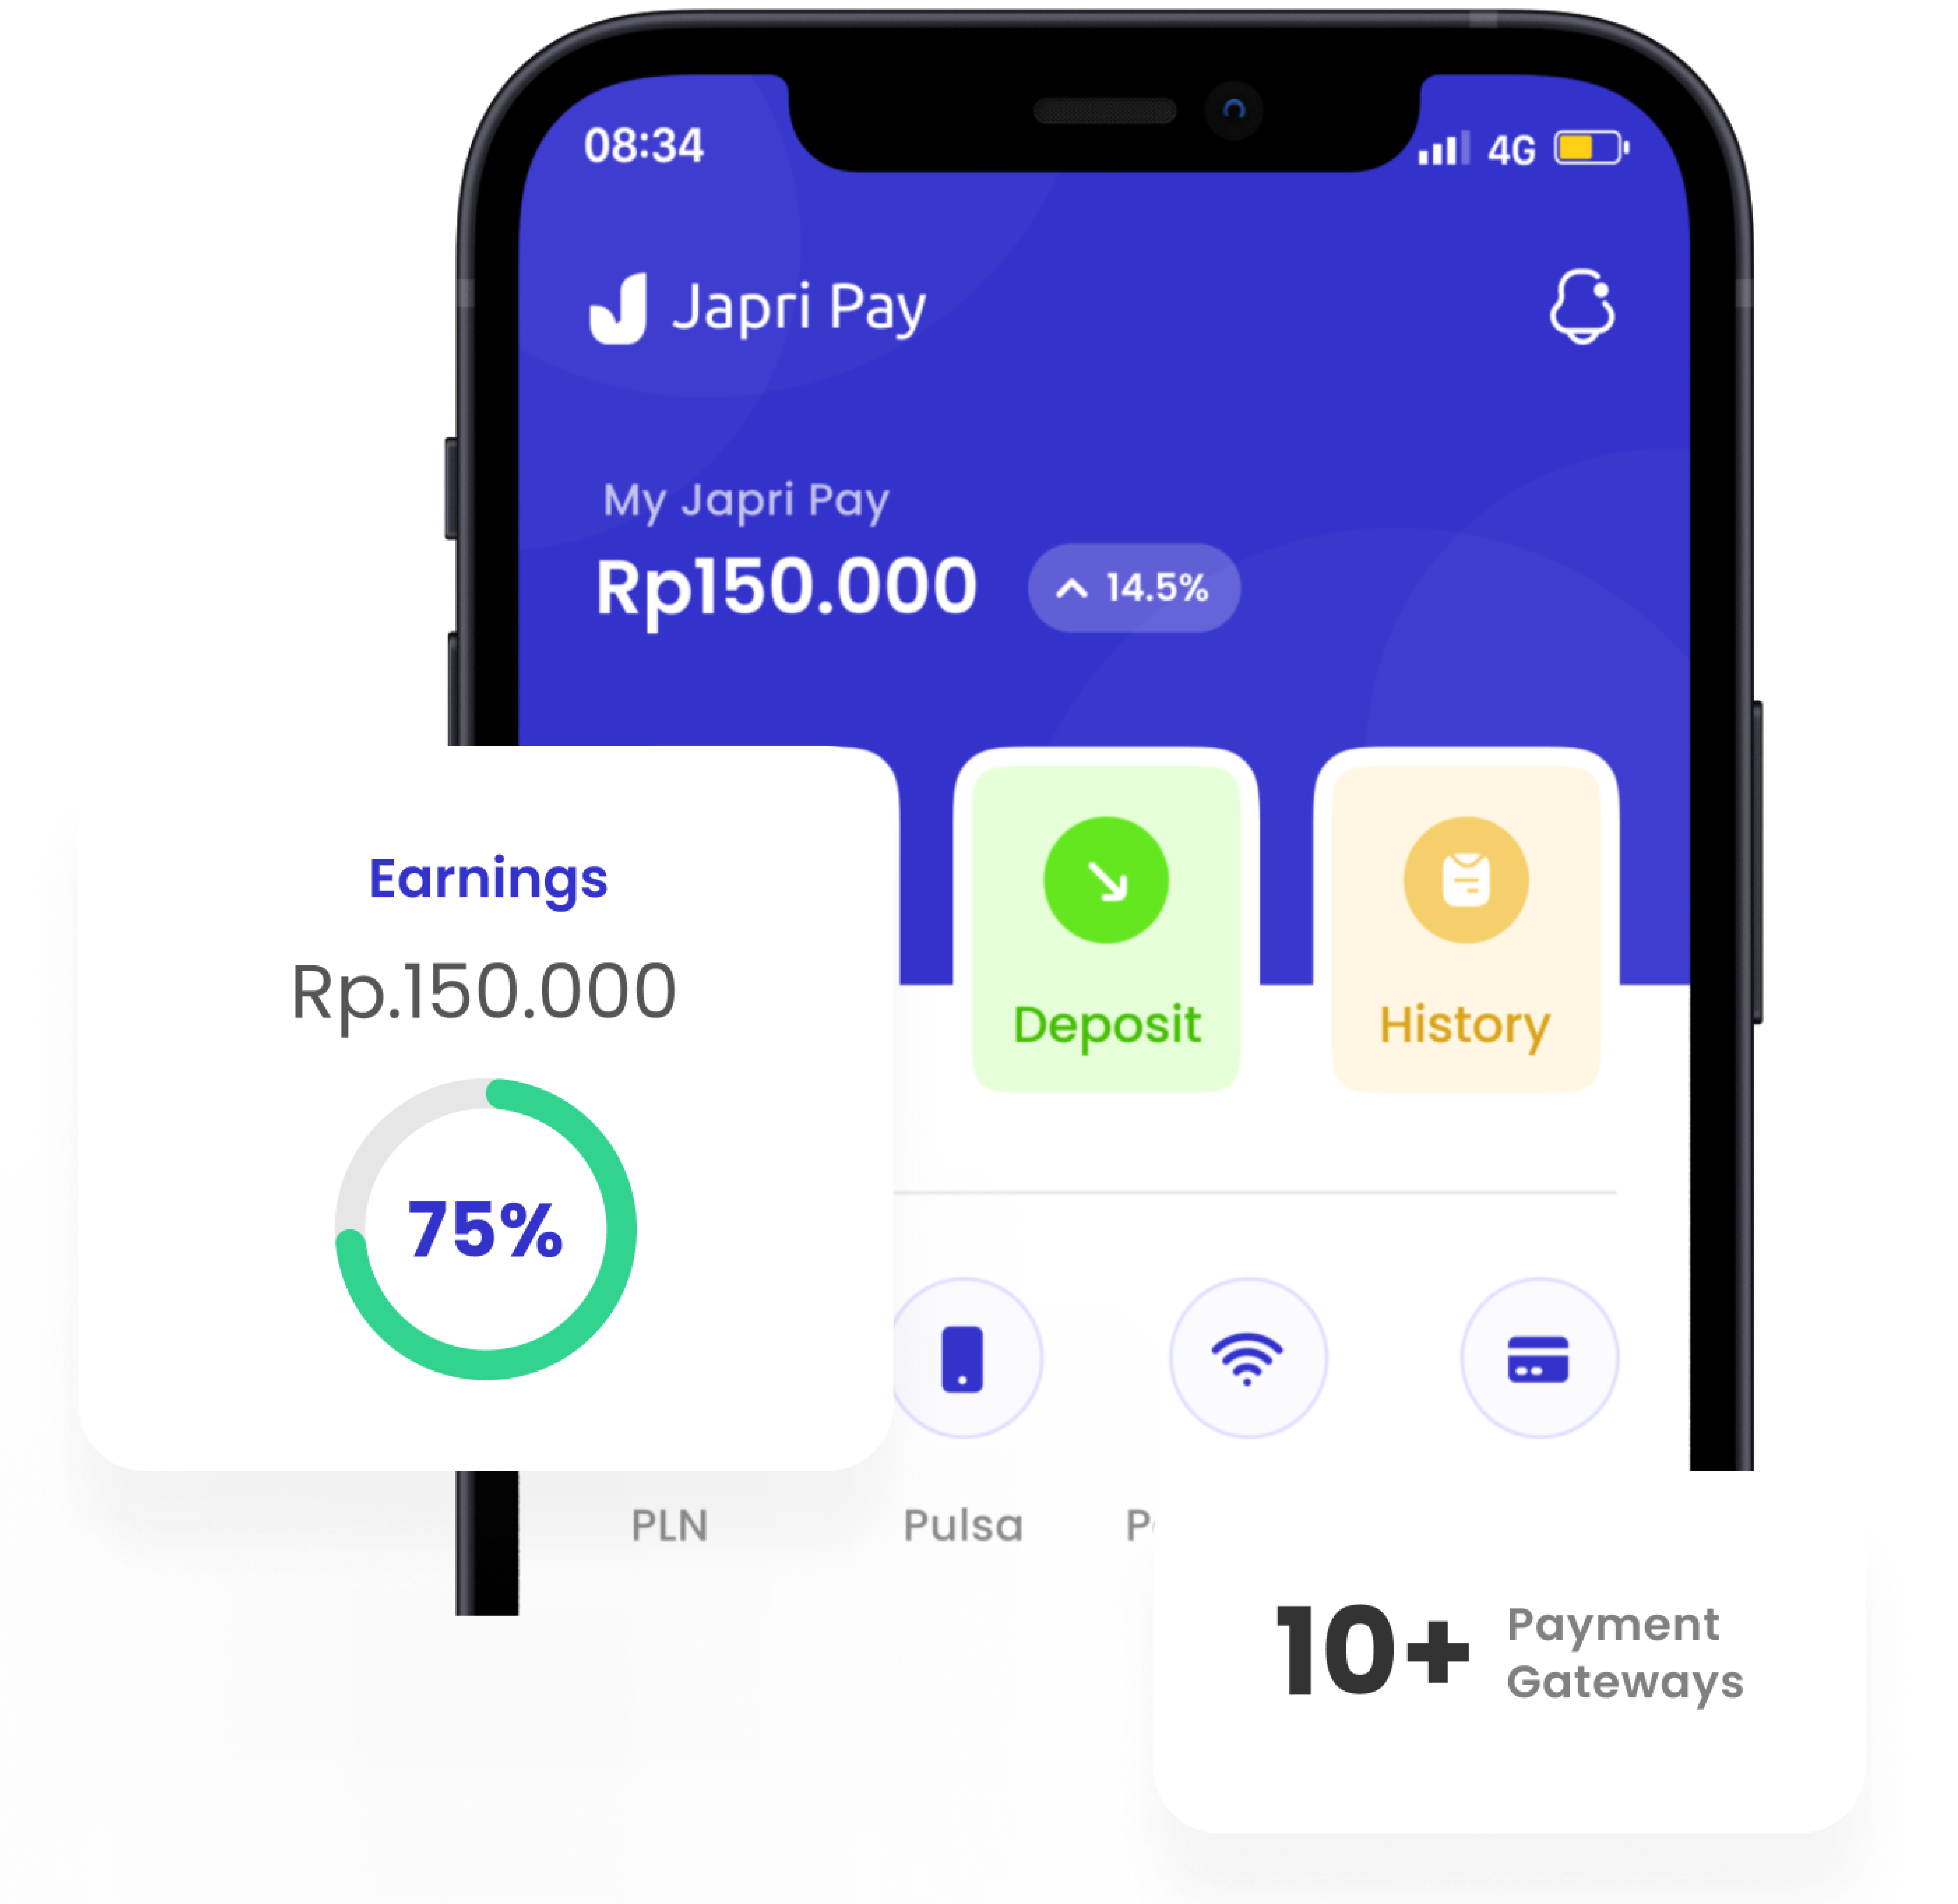 08:34
4G
Japri Pay
My Japri Pay
Rp150.000
14.5%
Earnings
Rp.150.000
75%
Deposit
History
PLN
Pulsa
10+
Payment
Gateways